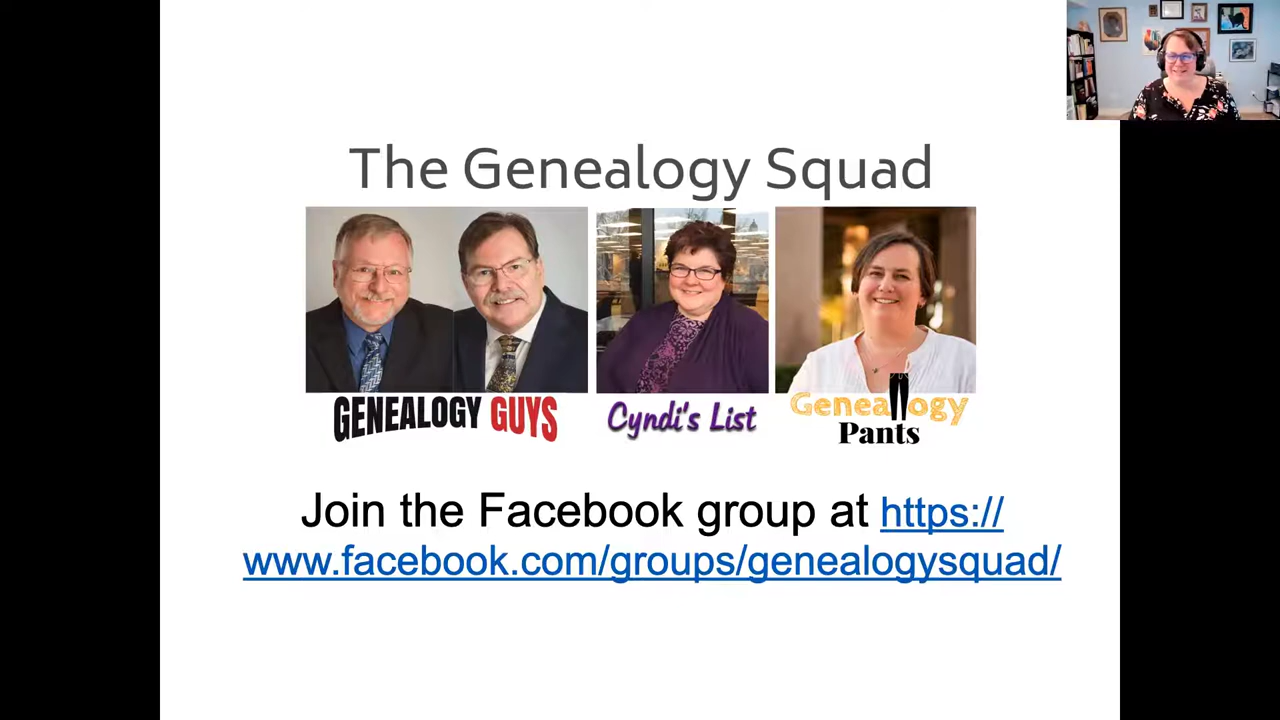 The Genealogy Squad
GENEALOGY GUYS
Cyndi's List
Genealogy
Pants
Join the Facebook group at https://
www.facebook.com/groups/genealogysquad/